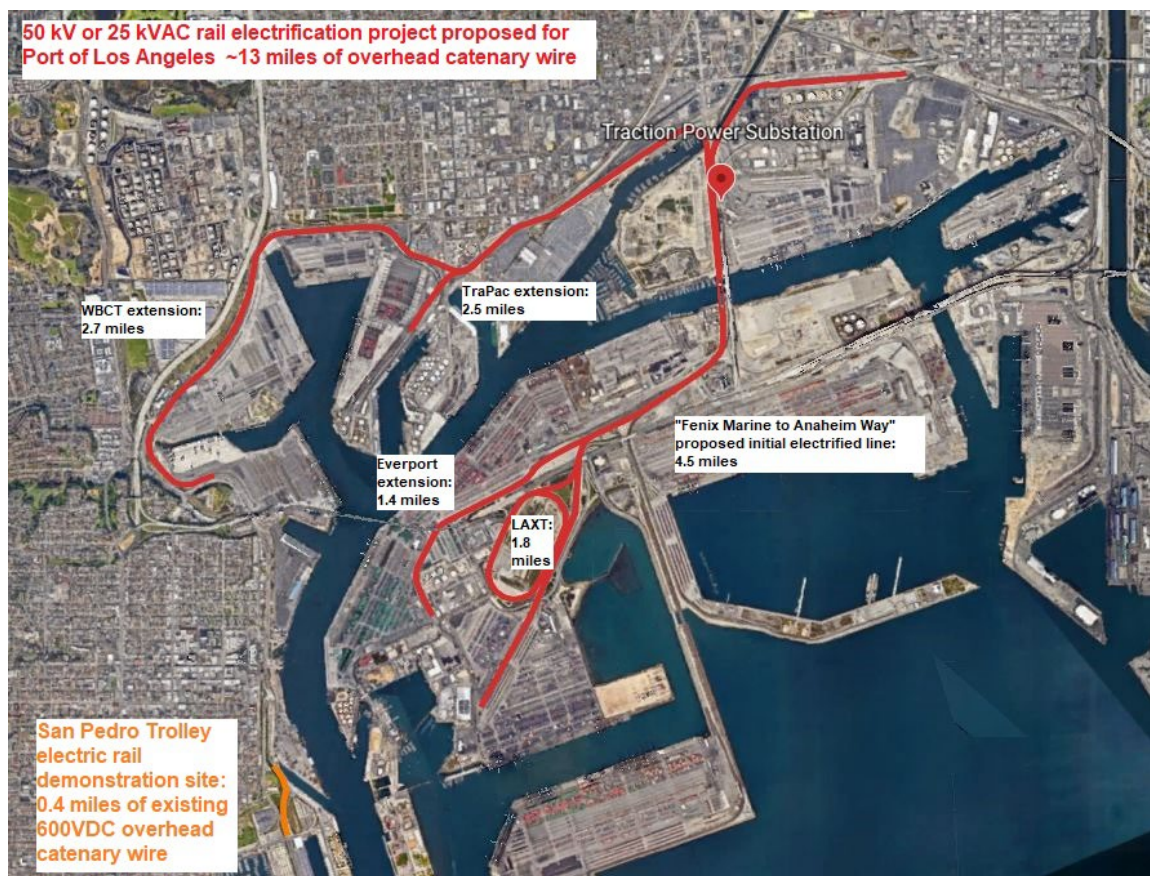 50 kV or 25 kVAC rail electrification project proposed for
Port of Los Angeles  ~13 miles of overhead catenary wire
Traction Power Substation
TraPac extension:
2.5 miles
WBCT extension:
2.7 miles
"Fenix Marine to Anaheim Way"
proposed initial electrified line:
4.5 miles
Everport
extension:
1.4 miles
LAXT:
1.8
miles
San Pedro Trolley
electric rail
demonstration site:
0.4 miles of existing
600VDC overhead
catenary wire